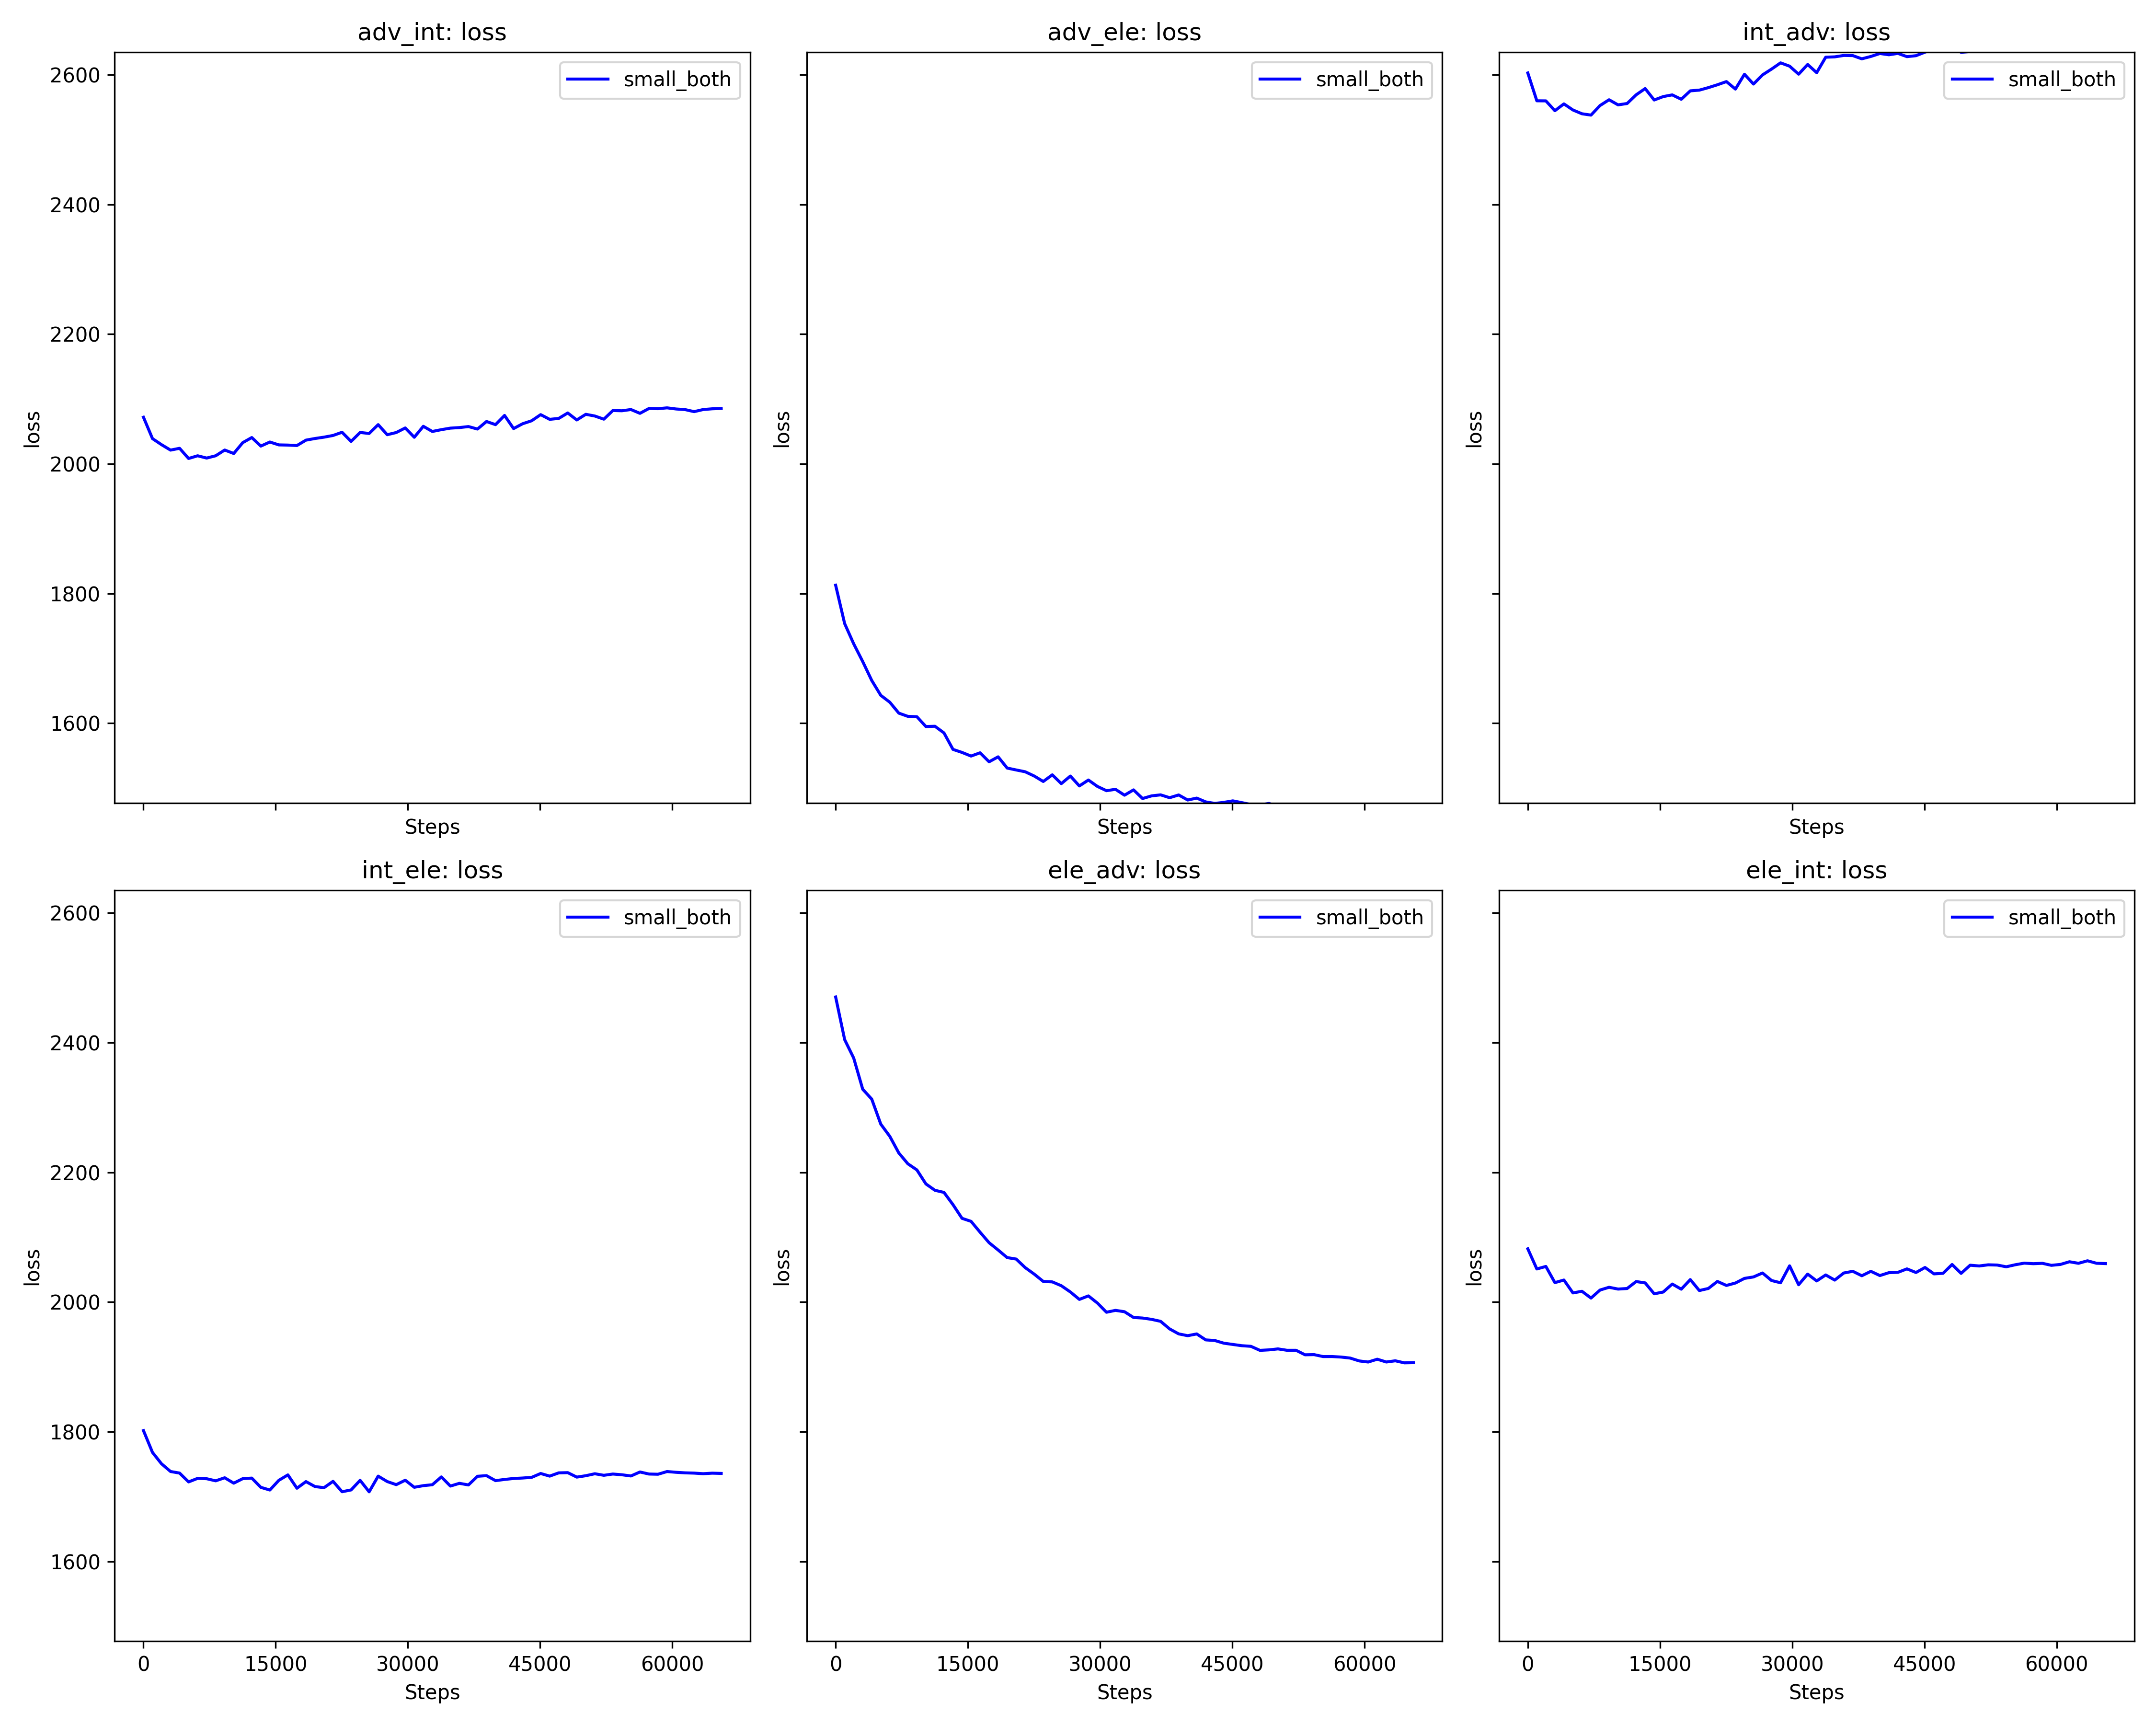 adv_int: loss
adv_ele: loss
int_adv: loss
small_both
small_both
small_both
2600
2400
2200
2000
1800
1600
loss
loss
loss
Steps
Steps
Steps
int_ele: loss
ele_adv: loss
ele_int: loss
small_both
small_both
small_both
2600
2400
2200
2000
1800
1600
loss
loss
loss
0 15000 30000 45000 60000
0 15000 30000 45000 60000
0 15000 30000 45000 60000
Steps
Steps
Steps